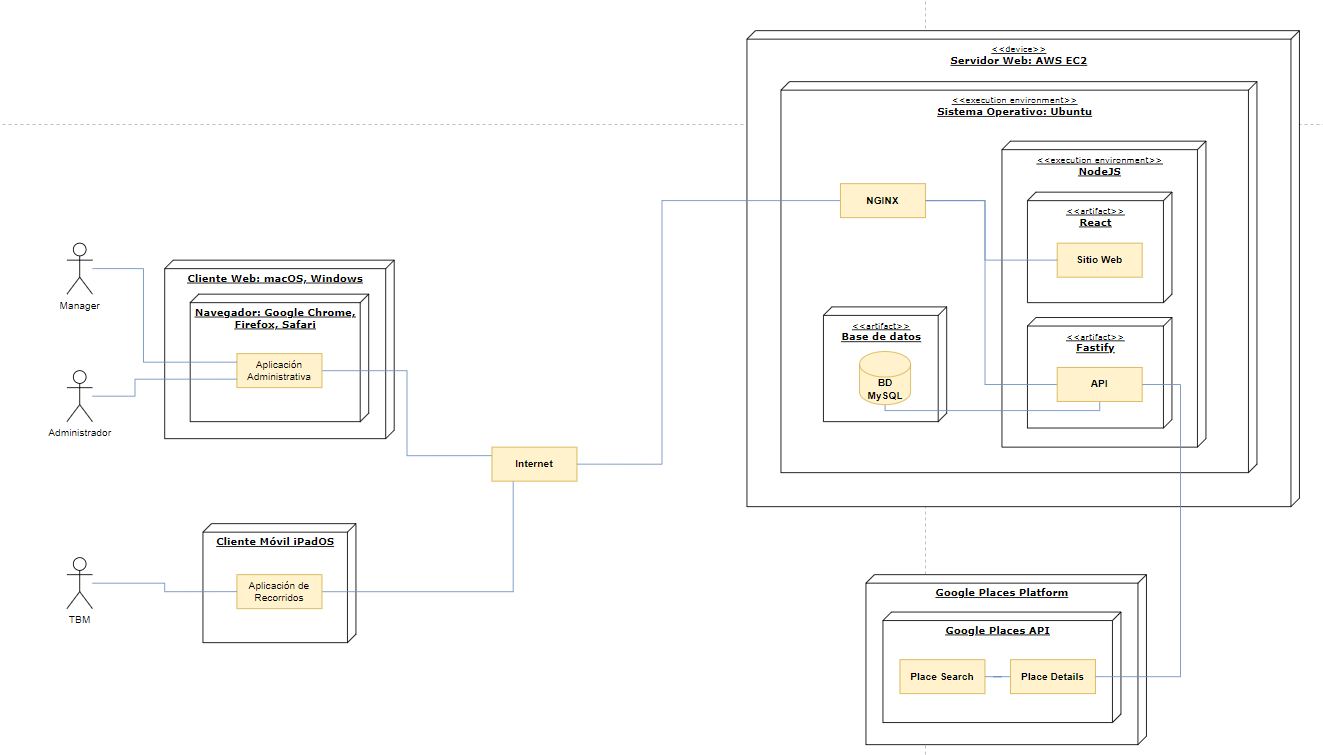 <<device>>
Servidor Web: AWS EC2
<<execution environment>>
Sistema Operativo: Ubuntu
<<execution environment>>
NodeJS
NGINX
<<artifact>>
React
Sitio Web
Manager
Cliente Web: macOS, Windows
Navegador: Google Chrome,
Firefox, Safari
Aplicación
Administrativa
<<artifact>>
Base de datos
BD
MySQL
<<artifact>>
Fastify
API
Administrador
Internet
Cliente Móvil iPadOS
Aplicación de
Recorridos
TBM
Google Places Platform
Google Places API
Place Search
Place Details